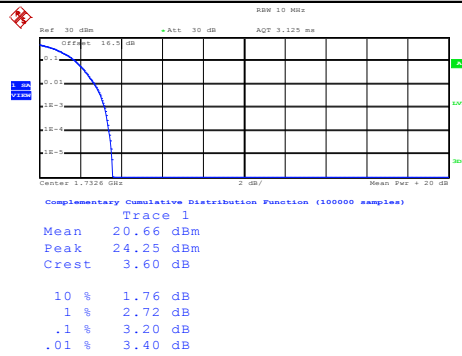 RBW 10 MHz
Ref 30 dBm Att 30 dB AQT 3.125 ms
Offset 16.5 dB
0.1
A
0.01
1 SA
VIEW
1E-3
LV
1E-4
1E-5
Center 1.7326 GHz 2 dB/ Mean Pwr + 20 dB
Complementary Cumulative Distribution Function (100000 samples)
Trace 1
Mean 20.66 dBm
Peak 24.25 dBm
Crest 3.60 dB
10 % 1.76 dB
1 % 2.72 dB
.1 % 3.20 dB
.01 % 3.40 dB